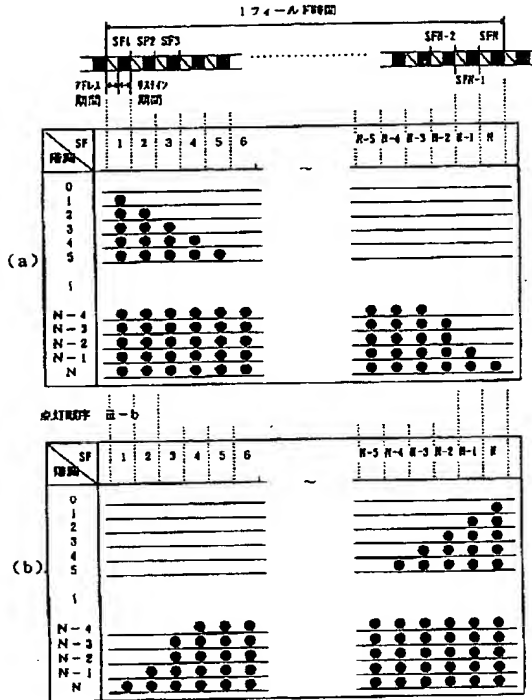 1フィールド時間
SF1 SF2 SF3
SFN-2 SFN
SFN-1
アドレス期間 サステイン期間
(a)
SF 1 2 3 4 5 6 ~ N-5 N-4 N-3 N-2 N-1 N
階調
0
1
2
3
4
5
~
N-4
N-3
N-2
N-1
N
点灯順序 Ⅲ-b
(b)
SF 1 2 3 4 5 6 ~ N-5 N-4 N-3 N-2 N-1 N
階調
0
1
2
3
4
5
~
N-4
N-3
N-2
N-1
N